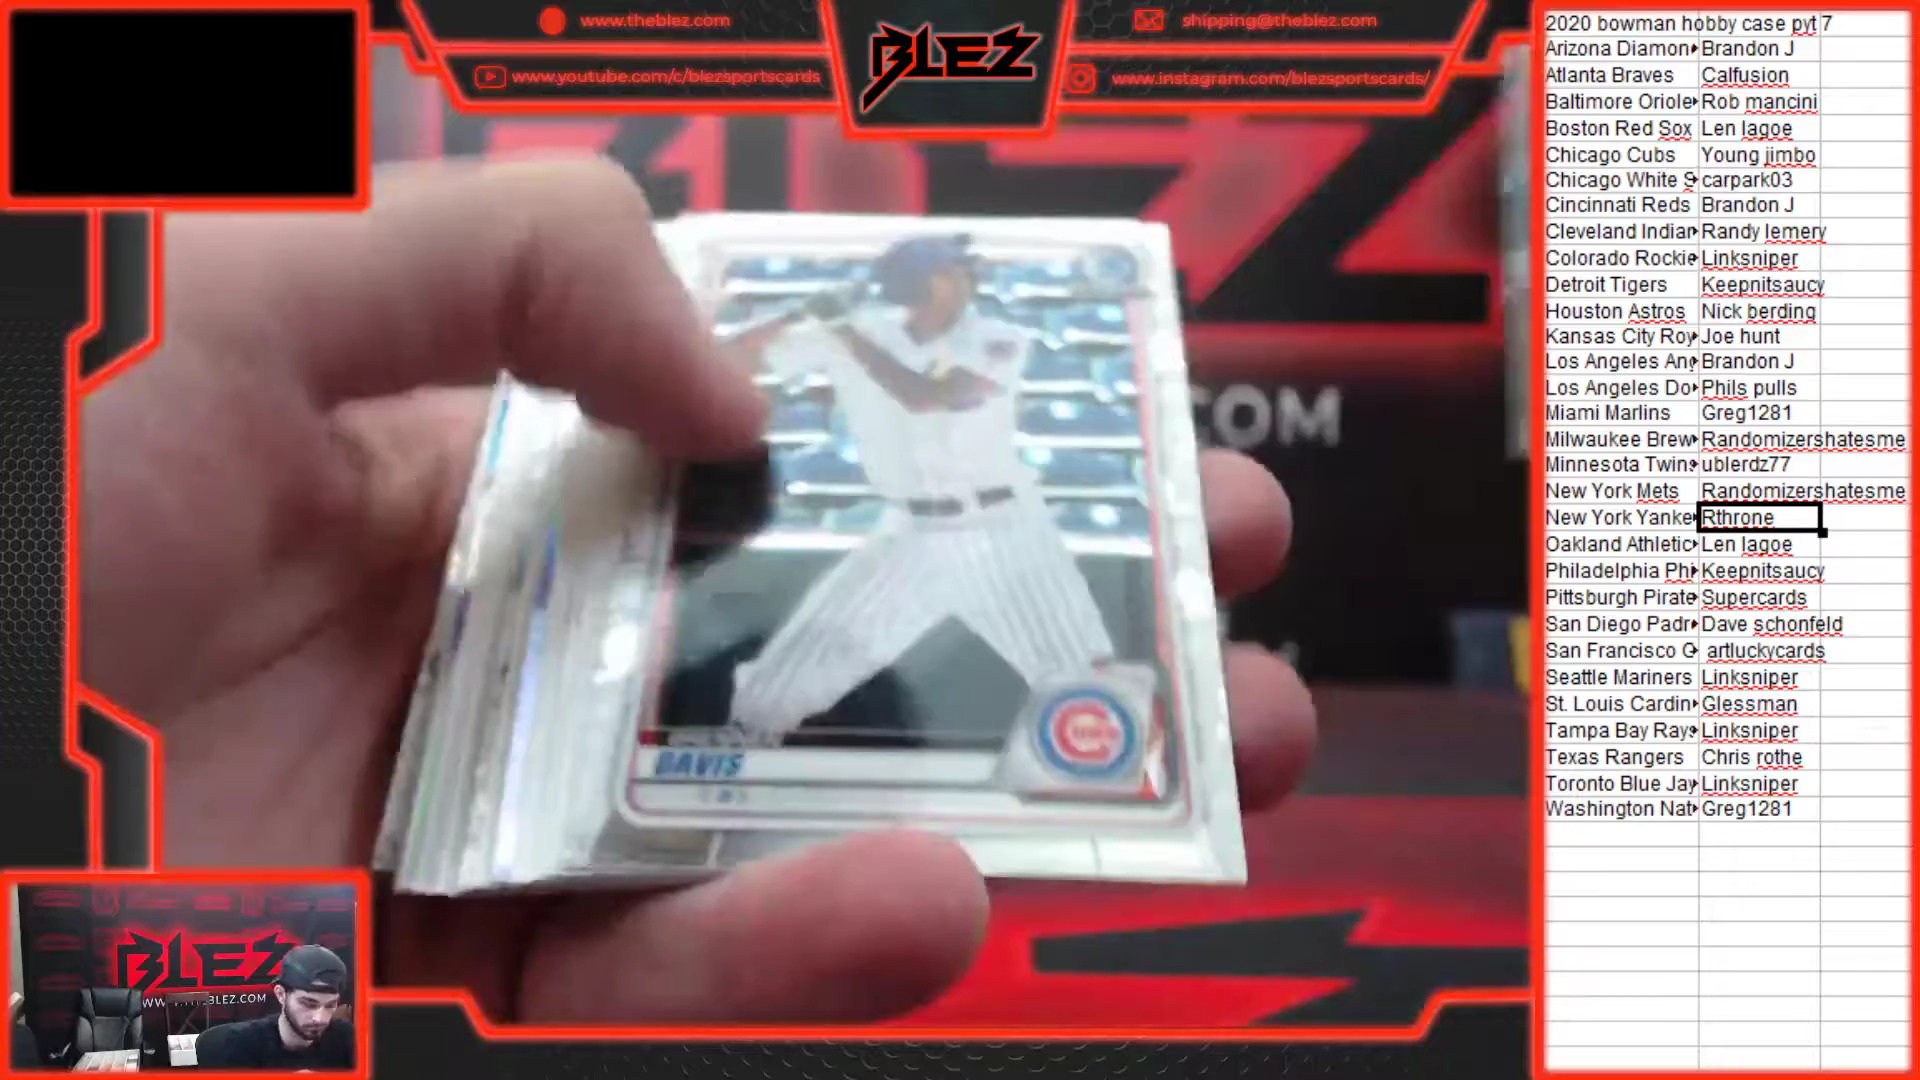 www.theblez.com
shipping@theblez.com
BLEZ
www.youtube.com/c/blezsportscards
www.instagram.com/blezsportscards/
2020 bowman hobby case pyt 7
Arizona Diamon Brandon J
Atlanta Braves Calfusion
Baltimore Oriole Rob mancini
Boston Red Sox Len lagoe
Chicago Cubs Young jimbo
Chicago White S carpark03
Cincinnati Reds Brandon J
Cleveland Indian Randy lemery
Colorado Rockie Linksniper
Detroit Tigers Keepnitsaucy
Houston Astros Nick berding
Kansas City Roy Joe hunt
Los Angeles Ang Brandon J
Los Angeles Do Phils pulls
Miami Marlins Greg1281
Milwaukee Brew Randomizershatesme
Minnesota Twins ublerdz77
New York Mets Randomizershatesme
New York Yanke Rthrone
Oakland Athletic Len lagoe
Philadelphia Phi Keepnitsaucy
Pittsburgh Pirate Supercards
San Diego Padr Dave schonfeld
San Francisco G artluckycards
Seattle Mariners Linksniper
St. Louis Cardin Glessman
Tampa Bay Rays Linksniper
Texas Rangers Chris rothe
Toronto Blue Jay Linksniper
Washington Nat Greg1281
.COM
DAVIS
CUBS
BLEZ